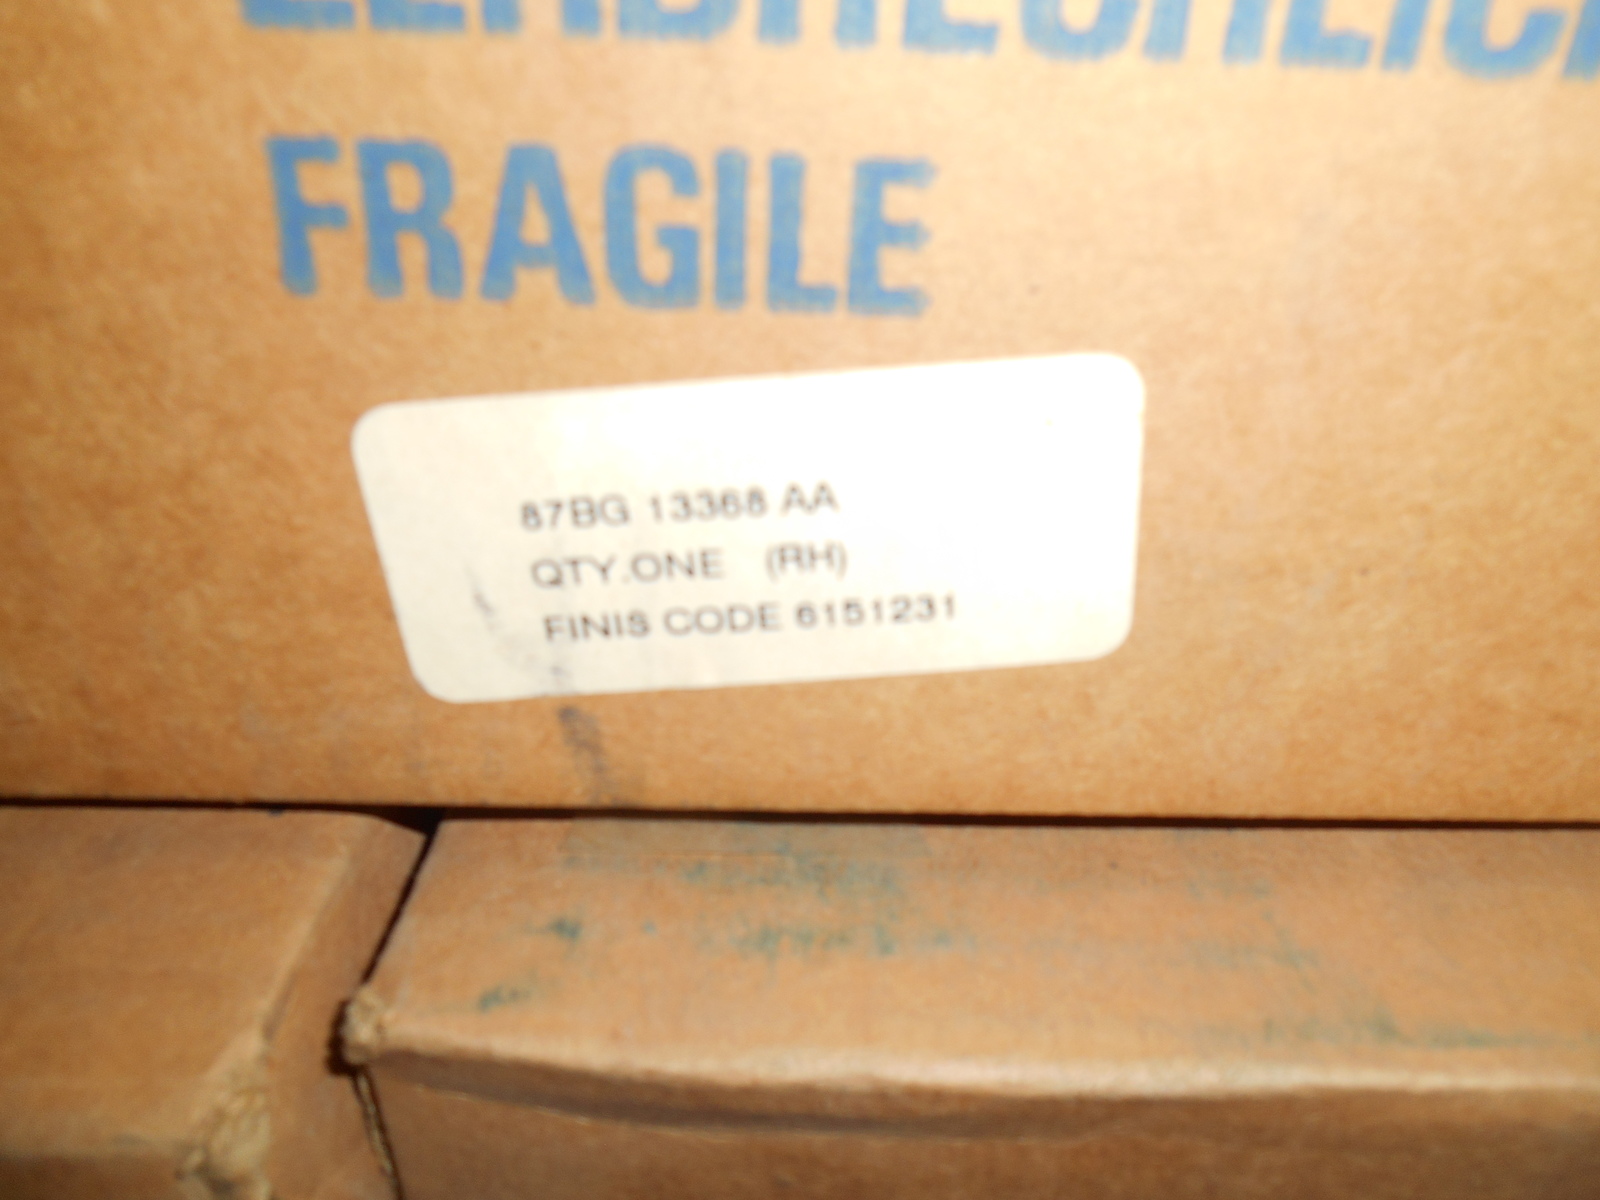 FRAGILE
87BG 13368 AA
QTY.ONE (RH)
FINIS CODE 6151231